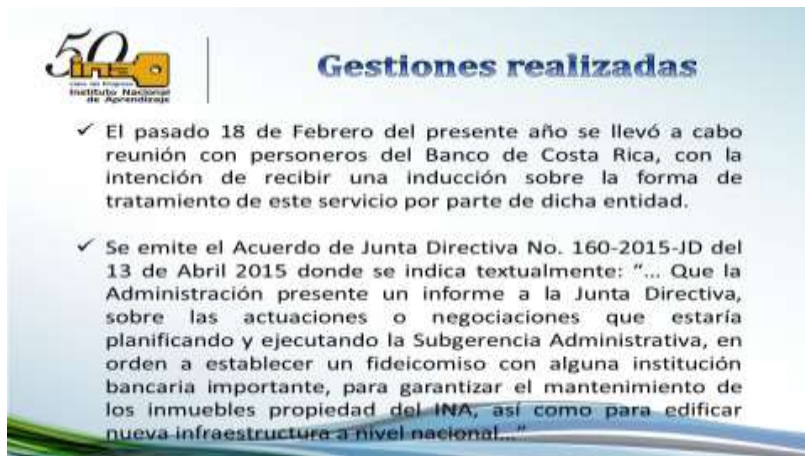 50
ina
Instituto Nacional
de Aprendizaje
Gestiones realizadas
✓ El pasado 18 de Febrero del presente año se llevó a cabo
reunión con personeros del Banco de Costa Rica, con la
intención de recibir una inducción sobre la forma de
tratamiento de este servicio por parte de dicha entidad.
✓ Se emite el Acuerdo de Junta Directiva No. 160-2015-JD del
13 de Abril 2015 donde se indica textualmente: "... Que la
Administración presente un informe a la Junta Directiva,
sobre las actuaciones o negociaciones que estaría
planificando y ejecutando la Subgerencia Administrativa, en
orden a establecer un fideicomiso con alguna institución
bancaria importante, para garantizar el mantenimiento de
los inmuebles propiedad del INA, así como para edificar
nueva infraestructura a nivel nacional..."